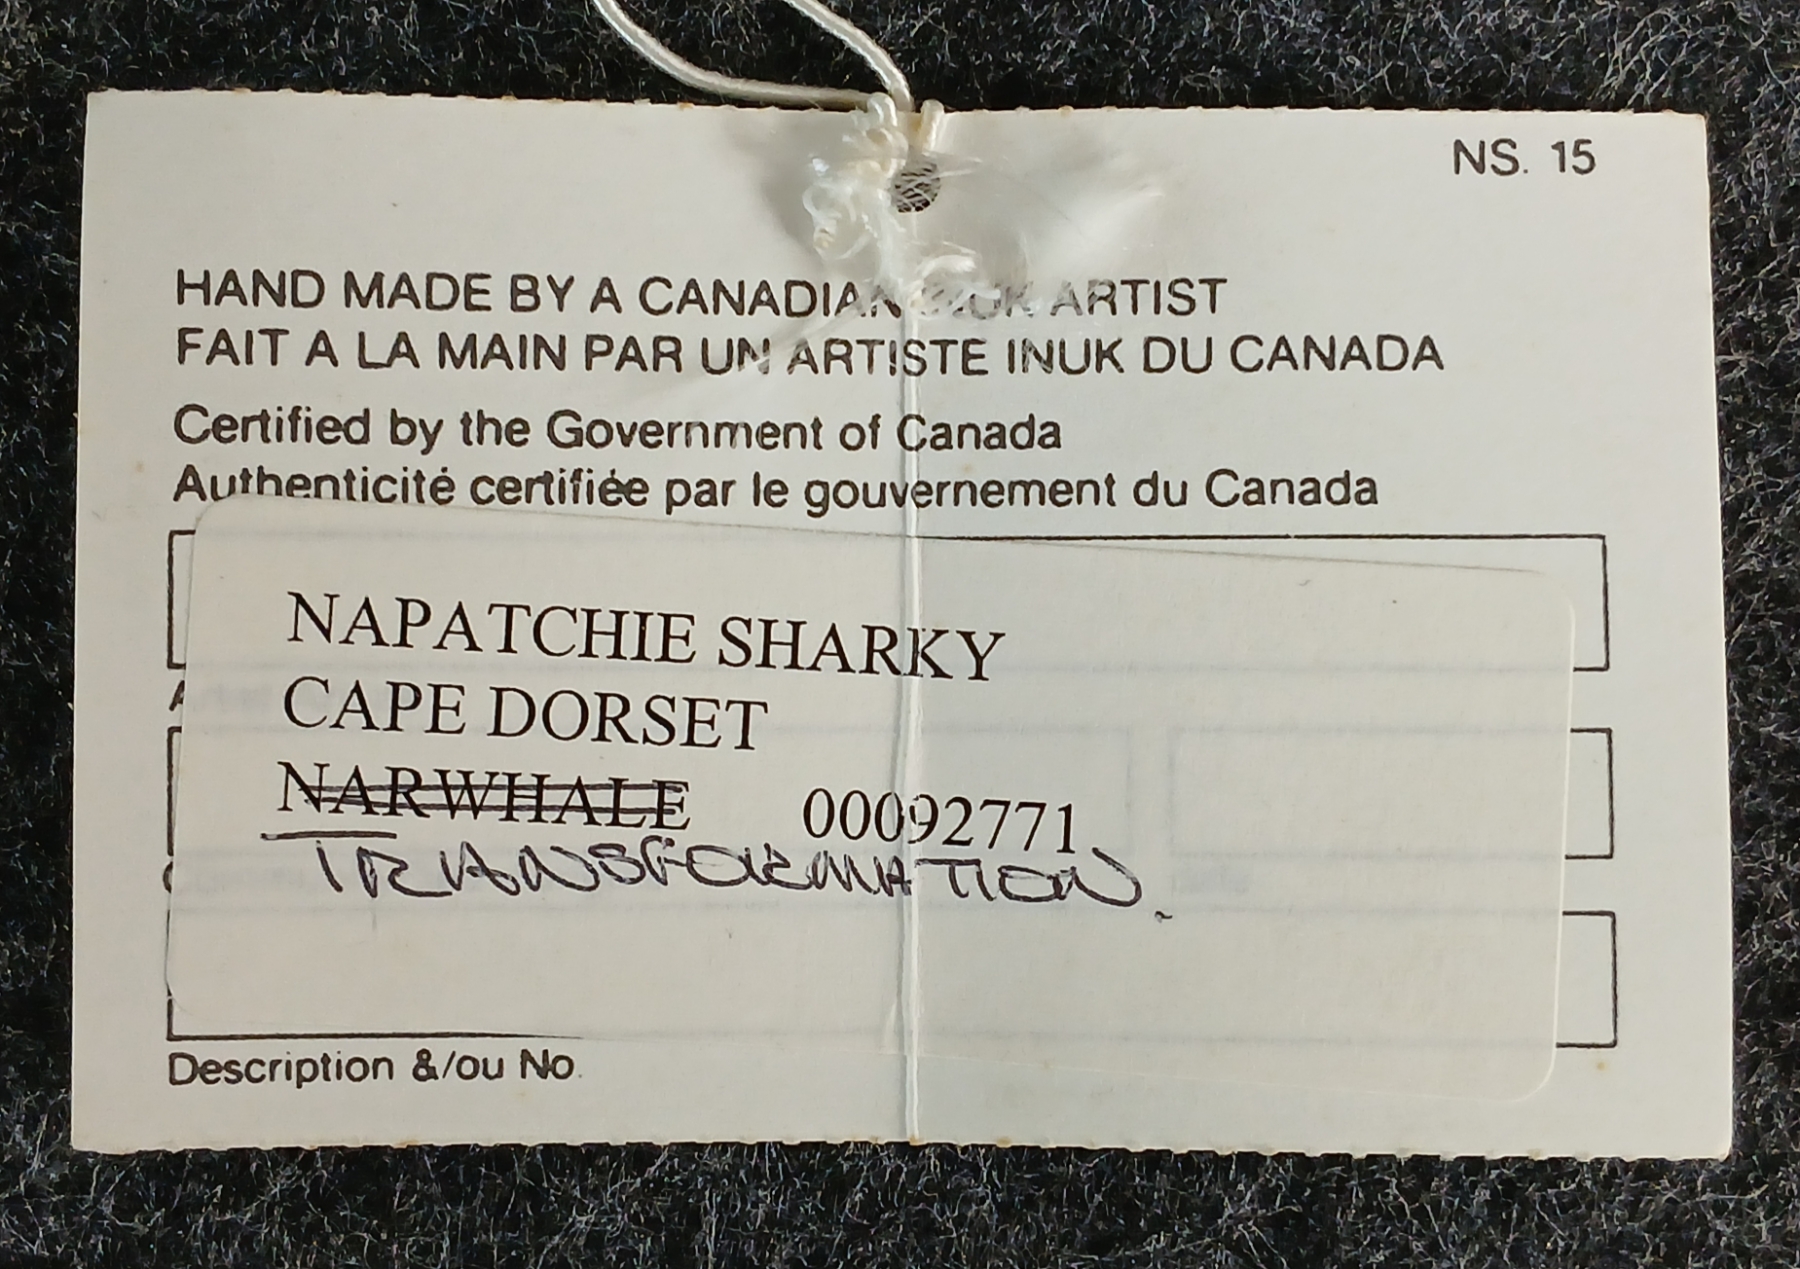 NS. 15
HAND MADE BY A CANADIAN INUK ARTIST
FAIT A LA MAIN PAR UN ARTISTE INUK DU CANADA
Certified by the Government of Canada
Authenticité certifiée par le gouvernement du Canada
NAPATCHIE SHARKY
CAPE DORSET
NARWHALE 00092771
TRANSFORMATION
Description &/ou No.